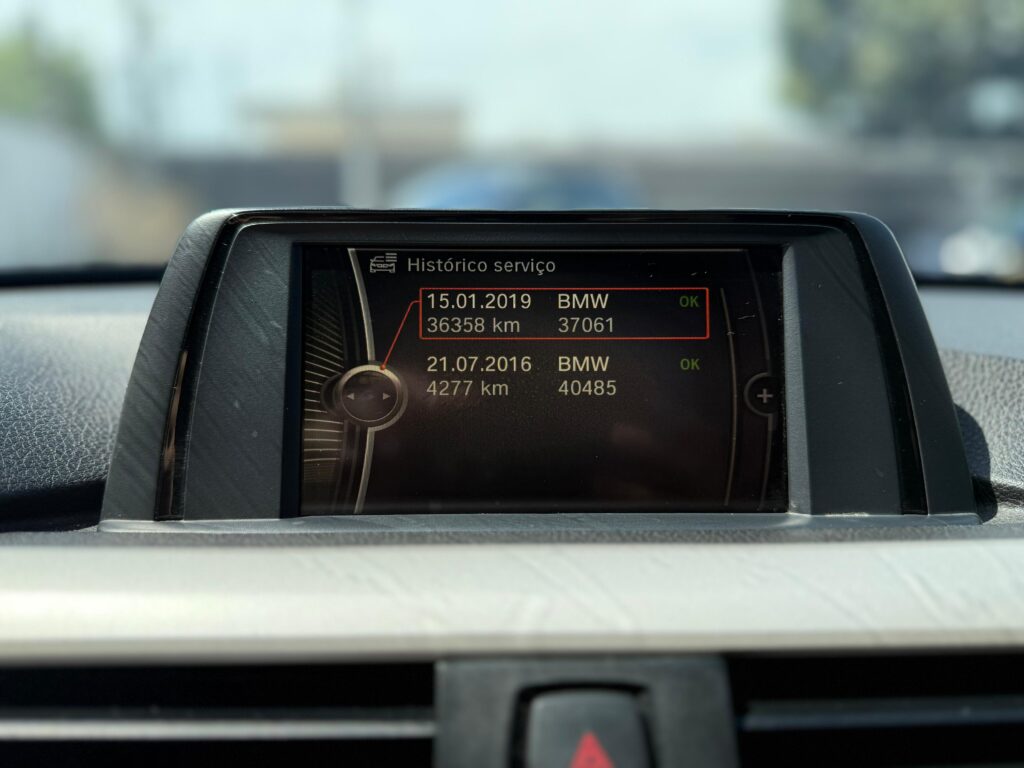 Histórico serviço
15.01.2019 BMW OK
36358 km 37061
21.07.2016 BMW OK
4277 km 40485